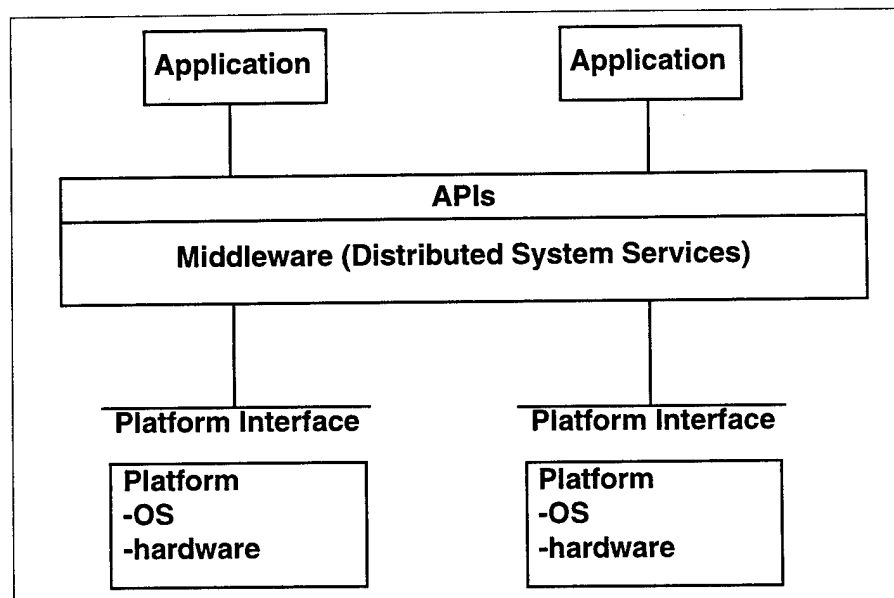 Application
Application
APIs
Middleware (Distributed System Services)
Platform Interface
Platform Interface
Platform
-OS
-hardware
Platform
-OS
-hardware